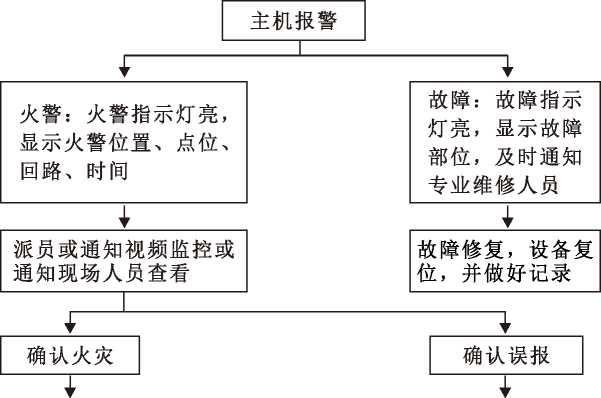 主机报警
火警：火警指示灯亮，
显示火警位置、点位、
回路、时间
故障：故障指示
灯亮，显示故障
部位，及时通知
专业维修人员
派员或通知视频监控或
通知现场人员查看
故障修复，设备复
位，并做好记录
确认火灾
确认误报